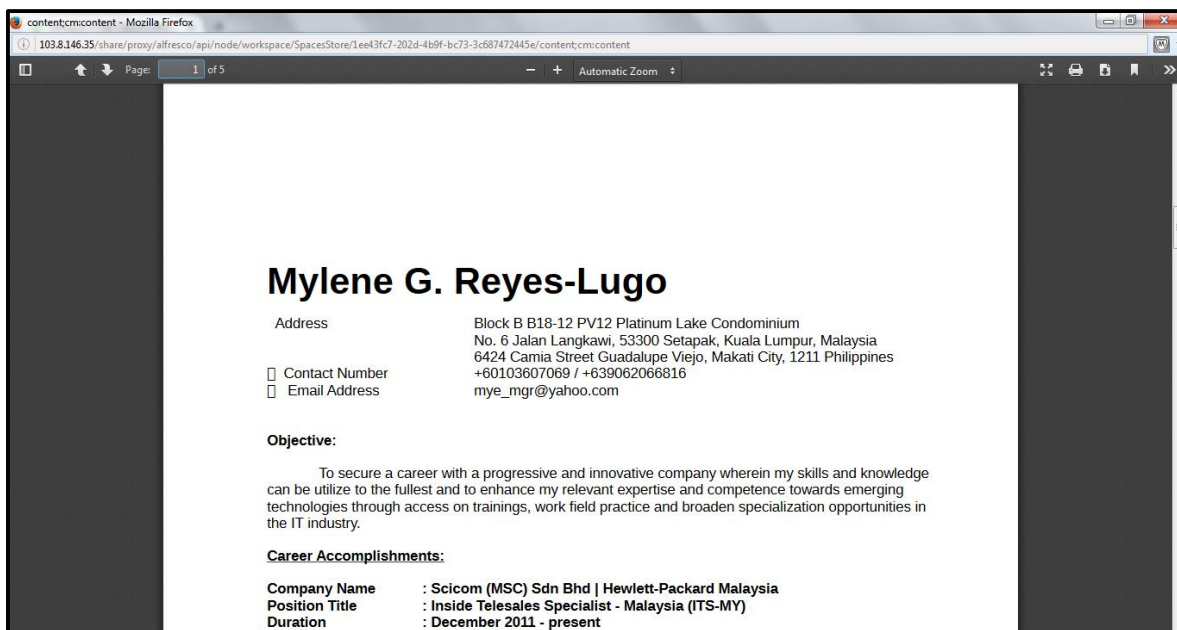 content;cm:content - Mozilla Firefox
103.8.146.35/share/proxy/alfresco/api/node/workspace/SpacesStore/1ee43fc7-202d-4b9f-bc73-3c687472445e/content;cm:content
Page: 1 of 5
Automatic Zoom
Mylene G. Reyes-Lugo
Address Block B B18-12 PV12 Platinum Lake Condominium
No. 6 Jalan Langkawi, 53300 Setapak, Kuala Lumpur, Malaysia
6424 Camia Street Guadalupe Viejo, Makati City, 1211 Philippines
Contact Number +60103607069 / +639062066816
Email Address mye_mgr@yahoo.com
Objective:
To secure a career with a progressive and innovative company wherein my skills and knowledge
can be utilize to the fullest and to enhance my relevant expertise and competence towards emerging
technologies through access on trainings, work field practice and broaden specialization opportunities in
the IT industry.
Career Accomplishments:
Company Name : Scicom (MSC) Sdn Bhd | Hewlett-Packard Malaysia
Position Title : Inside Telesales Specialist - Malaysia (ITS-MY)
Duration : December 2011 - present